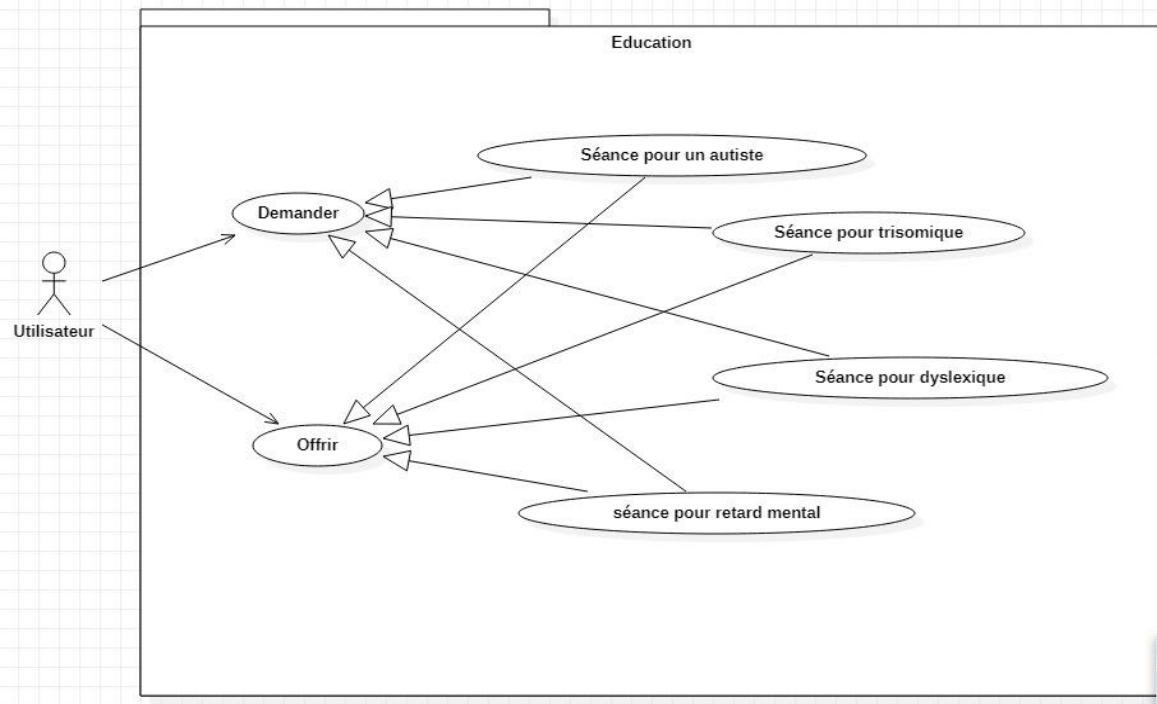 Education
Séance pour un autiste
Demander
Séance pour trisomique
Utilisateur
Séance pour dyslexique
Offrir
séance pour retard mental